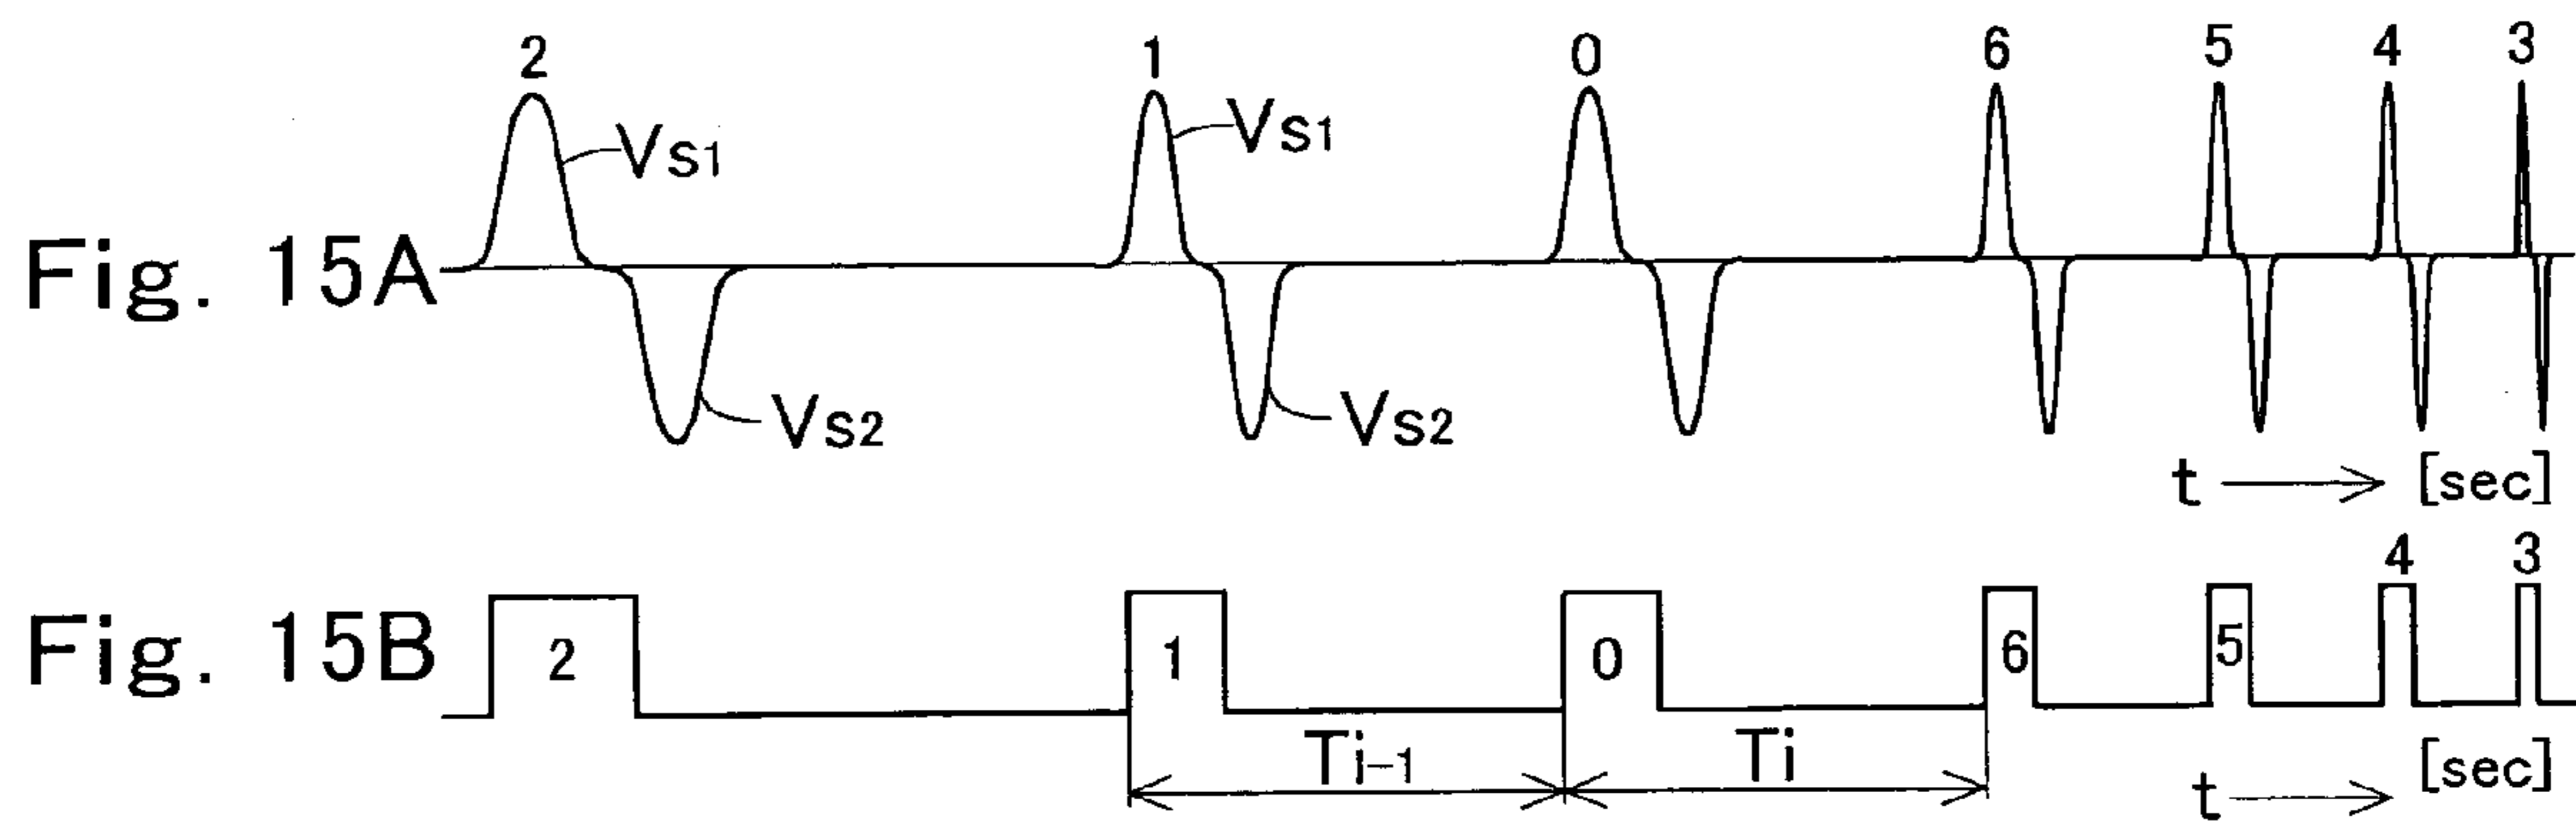 2 1 0 6 5 4 3
Vs1 Vs1
Fig. 15A
Vs2 Vs2
t [sec]
4 3
Fig. 15B 2 1 0 6 5
Ti-1 Ti [sec]
t